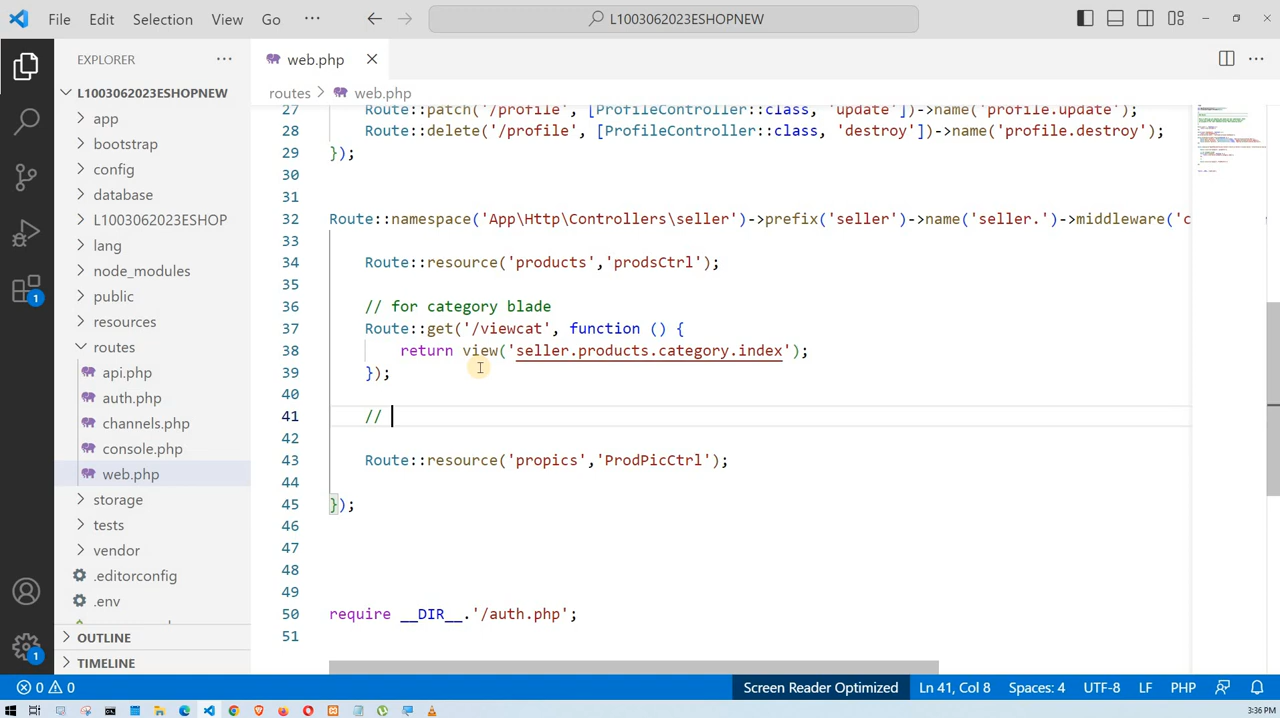 File Edit Selection View Go ··· L1003062023ESHOPNEW
EXPLORER ···
web.php
routes > web.php
L1003062023ESHOPNEW
app
bootstrap
config
database
L1003062023ESHOP
lang
node_modules
public
resources
routes
api.php
auth.php
channels.php
console.php
web.php
storage
tests
vendor
.editorconfig
.env
OUTLINE
TIMELINE
1
1
27 Route::patch('/profile', [ProfileController::class, 'update'])->name('profile.update');
28 Route::delete('/profile', [ProfileController::class, 'destroy'])->name('profile.destroy');
29 });
30
31
32 Route::namespace('App\Http\Controllers\seller')->prefix('seller')->name('seller.')->middleware('c
33
34 Route::resource('products','prodsCtrl');
35
36 // for category blade
37 Route::get('/viewcat', function () {
38 return view('seller.products.category.index');
39 });
40
41 //
42
43 Route::resource('propics','ProdPicCtrl');
44
45 });
46
47
48
49
50 require __DIR__.'/auth.php';
51
0 0 Screen Reader Optimized Ln 41, Col 8 Spaces: 4 UTF-8 LF PHP
3:36 PM